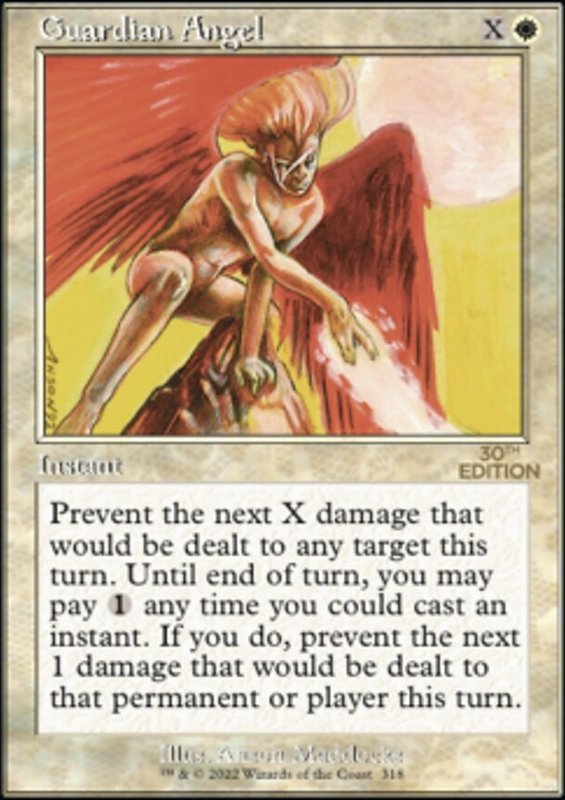 Guardian Angel X
ANSON 93
Instant
30TH
EDITION
Prevent the next X damage that
would be dealt to any target this
turn. Until end of turn, you may
pay 1 any time you could cast an
instant. If you do, prevent the next
1 damage that would be dealt to
that permanent or player this turn.
Illus. Anson Maddocks
™ & © 2022 Wizards of the Coast 318